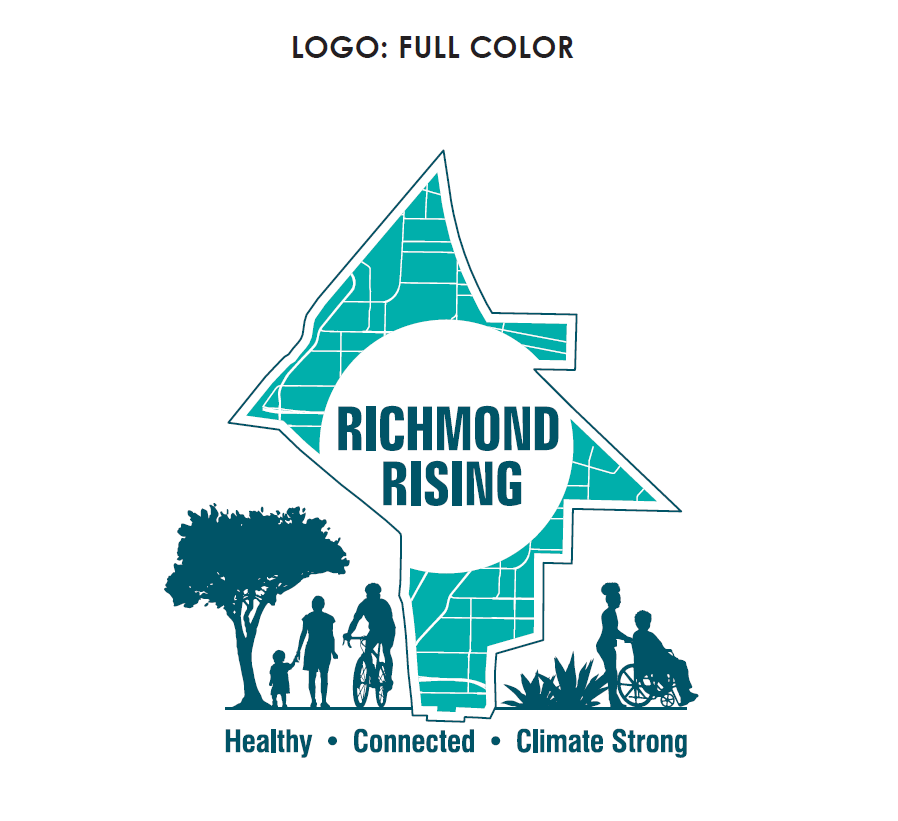 LOGO: FULL COLOR
RICHMOND
RISING
Healthy • Connected • Climate Strong